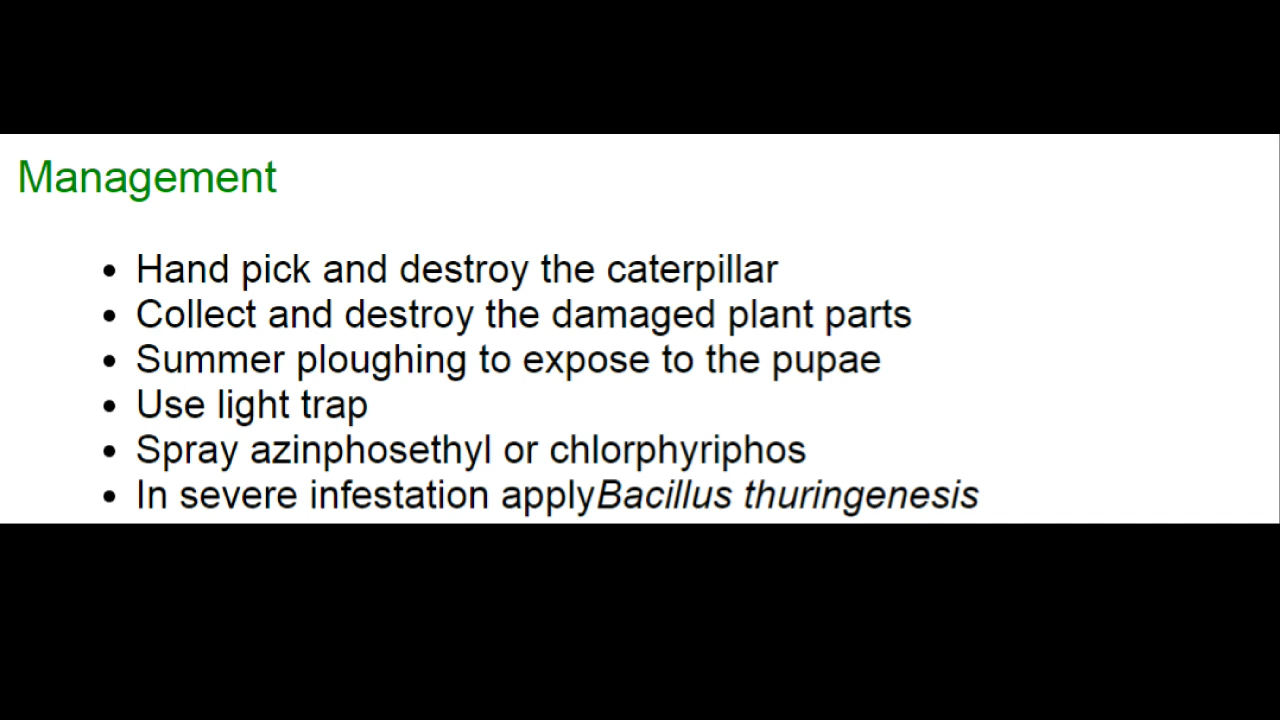 Management
• Hand pick and destroy the caterpillar
• Collect and destroy the damaged plant parts
• Summer ploughing to expose to the pupae
• Use light trap
• Spray azinphosethyl or chlorphyriphos
• In severe infestation applyBacillus thuringenesis